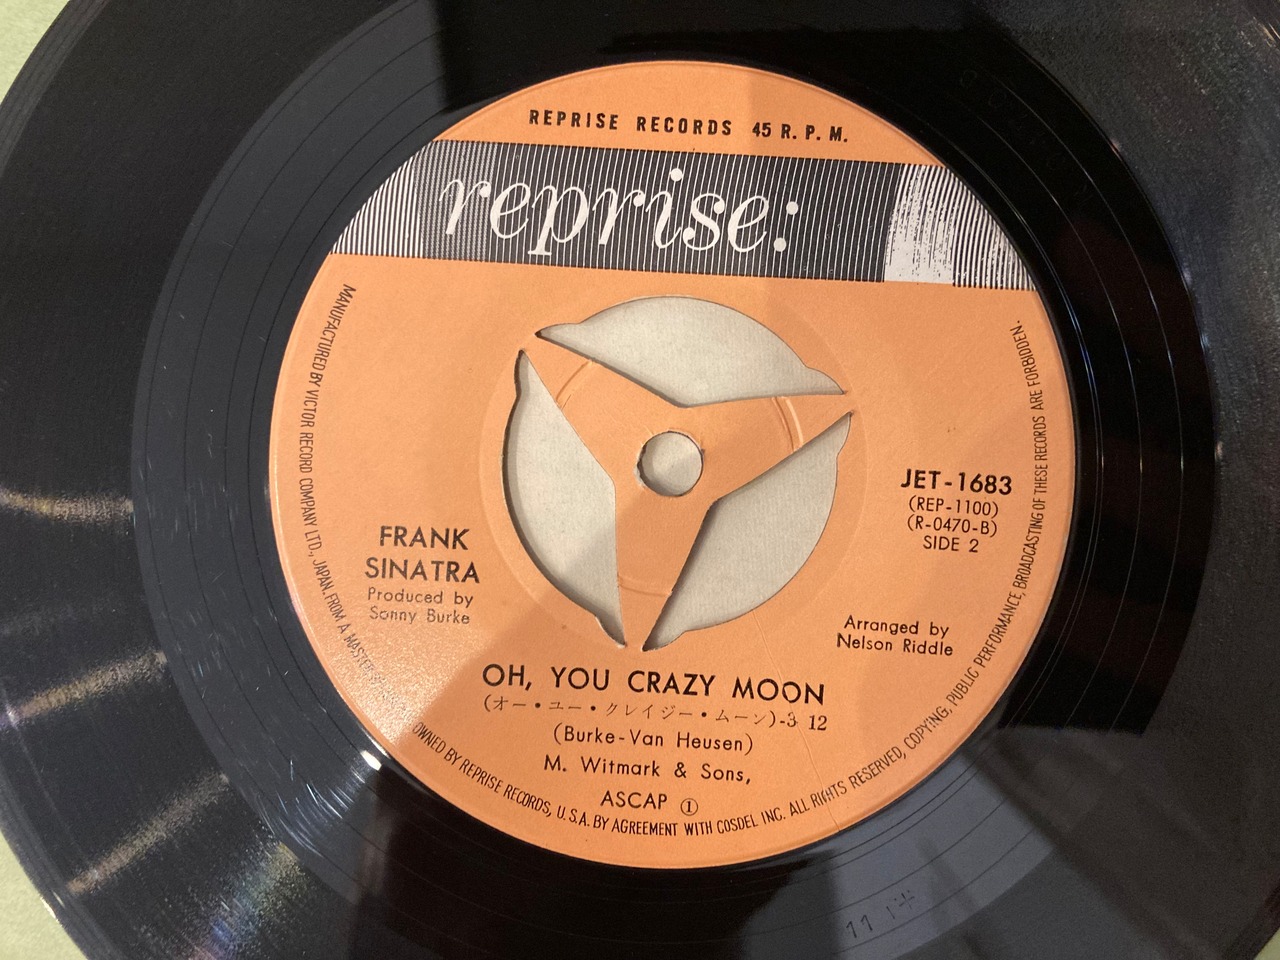 REPRISE RECORDS 45 R. P. M.
reprise:
JET-1683
(REP-1100)
(R-0470-B)
SIDE 2
FRANK
SINATRA
Produced by
Sonny Burke
Arranged by
Nelson Riddle
OH, YOU CRAZY MOON
(オー・ユー・クレイジー・ムーン)-3 12
(Burke-Van Heusen)
M. Witmark & Sons,
ASCAP ①
MANUFACTURED BY VICTOR RECORD COMPANY LTD., JAPAN, FROM A MASTER OWNED BY REPRISE RECORDS, U.S.A. BY AGREEMENT WITH COSDEL INC. ALL RIGHTS RESERVED, COPYING, PUBLIC PERFORMANCE, BROADCASTING OF THESE RECORDS ARE FORBIDDEN.